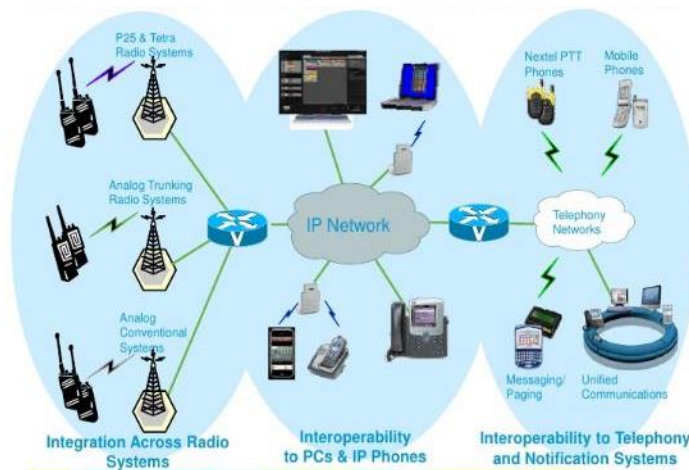 P25 & Tetra
Radio Systems
Nextel PTT
Phones
Mobile
Phones
Analog Trunking
Radio Systems
V
IP Network
V
Telephony
Networks
Analog
Conventional
Systems
Messaging/
Paging
Unified
Communications
Integration Across Radio
Systems
Interoperability
to PCs & IP Phones
Interoperability to Telephony
and Notification Systems